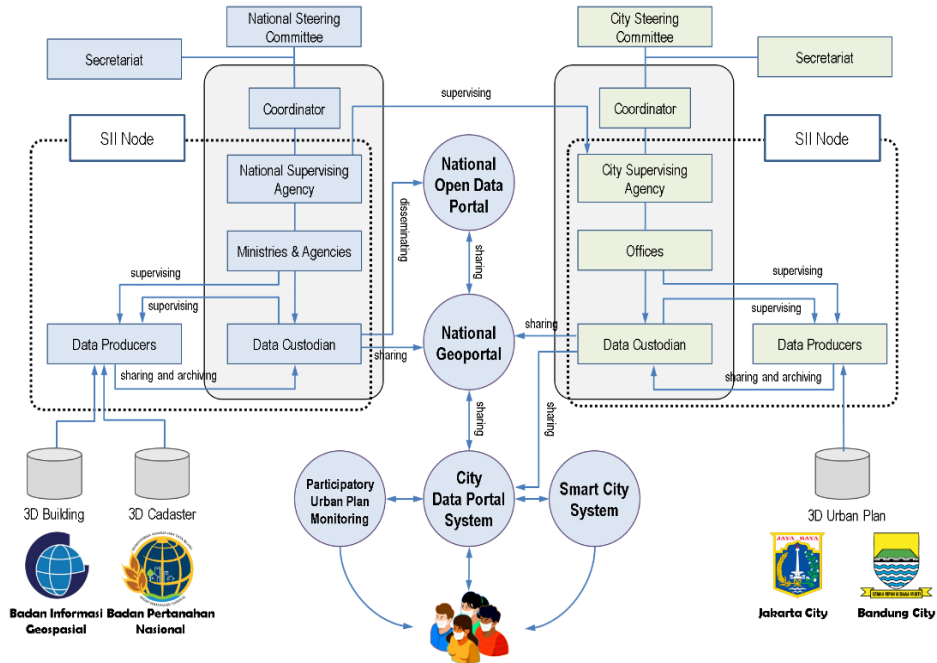 National Steering
Committee
City Steering
Committee
Secretariat
Secretariat
Coordinator
Coordinator
supervising
SII Node
SII Node
National Supervising
Agency
National
Open Data
Portal
City Supervising
Agency
disseminating
Ministries & Agencies
sharing
Offices
supervising
supervising
supervising
supervising
Data Producers
Data Custodian
sharing
National
Geoportal
sharing
Data Custodian
Data Producers
sharing and archiving
sharing and archiving
sharing
sharing
Participatory
Urban Plan
Monitoring
City
Data Portal
System
Smart City
System
3D Building
3D Cadaster
3D Urban Plan
JAYA RAYA
Badan Informasi
Geospasial
Badan Pertanahan
Nasional
Jakarta City
Bandung City